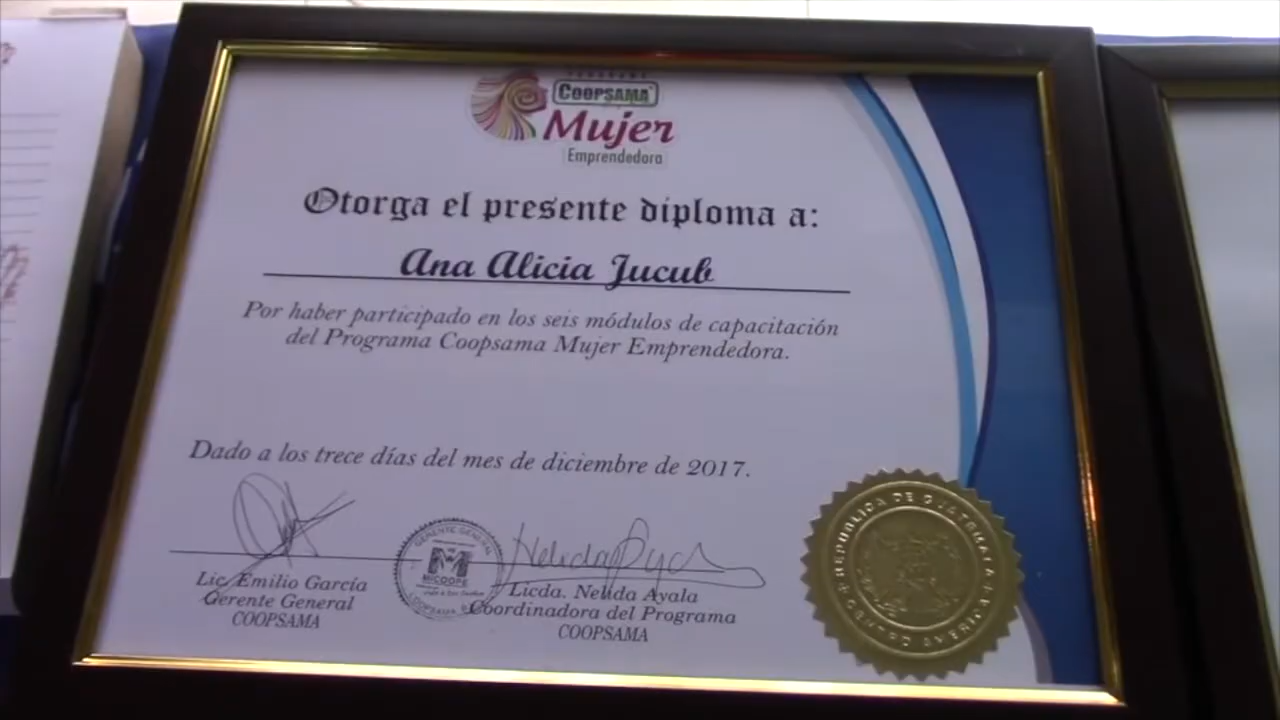 PROGRAMA
COOPSAMA
Mujer
Emprendedora
Otorga el presente diploma a:
Ana Alicia Jucub
Por haber participado en los seis módulos de capacitación
del Programa Coopsama Mujer Emprendedora.
Dado a los trece días del mes de diciembre de 2017.
Lic. Emilio García
Gerente General
COOPSAMA
GERENTE GENERAL
MICOOPE
COOPSAMA
Licda. Nelida Ayala
Coordinadora del Programa
COOPSAMA
REPUBLICA DE GUATEMALA
CENTRO AMERICA